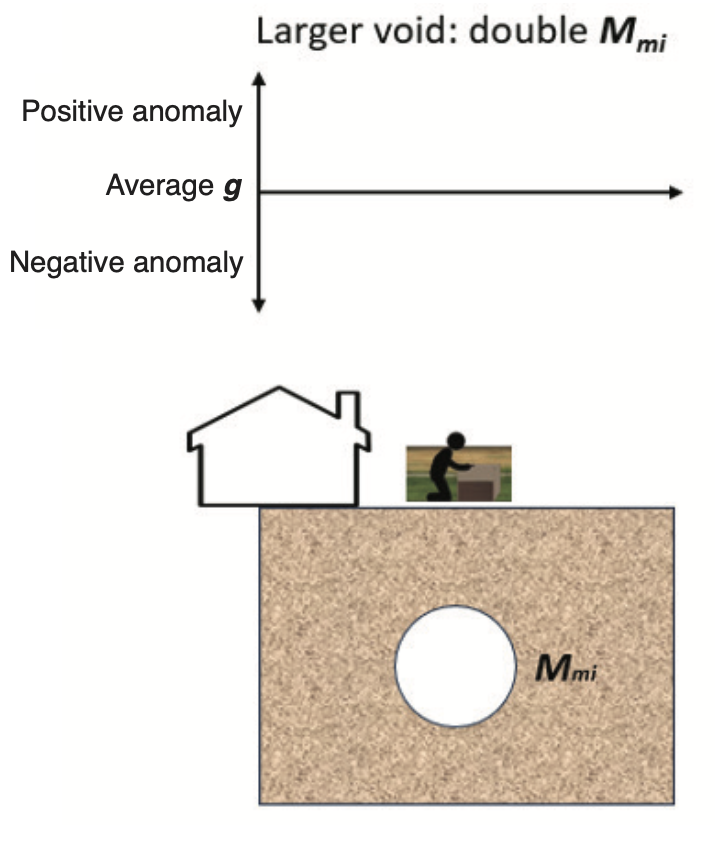 Larger void: double Mmi
Positive anomaly
Average g
Negative anomaly
Mmi